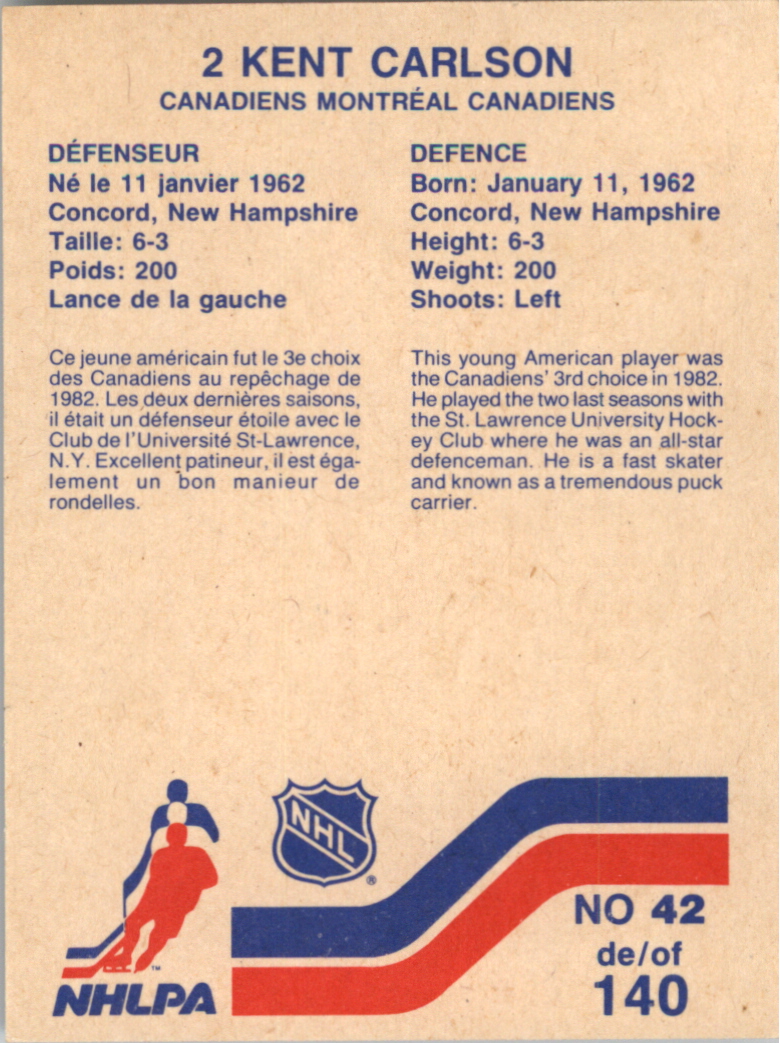 2 KENT CARLSON
CANADIENS MONTRÉAL CANADIENS
DÉFENSEUR
Né le 11 janvier 1962
Concord, New Hampshire
Taille: 6-3
Poids: 200
Lance de la gauche
Ce jeune américain fut le 3e choix
des Canadiens au repêchage de
1982. Les deux dernières saisons,
il était un défenseur étoile avec le
Club de l'Université St-Lawrence,
N.Y. Excellent patineur, il est éga-
lement un bon manieur de
rondelles.
DEFENCE
Born: January 11, 1962
Concord, New Hampshire
Height: 6-3
Weight: 200
Shoots: Left
This young American player was
the Canadiens' 3rd choice in 1982.
He played the two last seasons with
the St. Lawrence University Hock-
ey Club where he was an all-star
defenceman. He is a fast skater
and known as a tremendous puck
carrier.
NHL
®
TM
NHLPA
NO 42
de/of
140